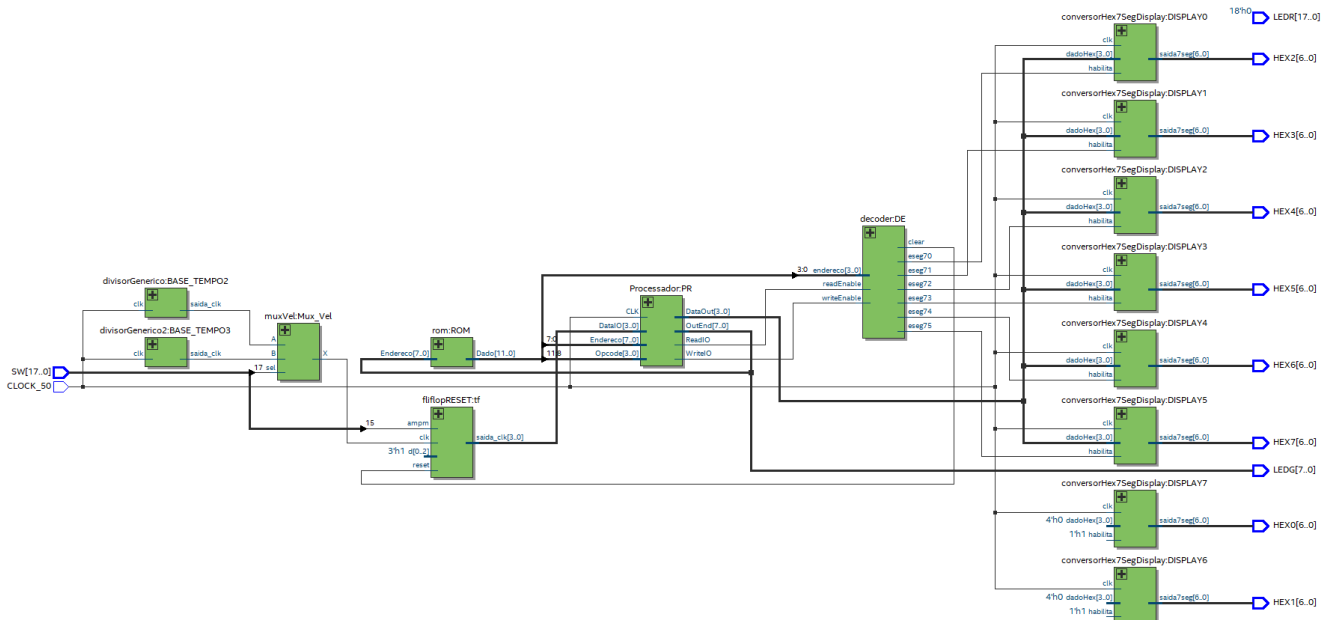 18'h0
LEDR[17..0]
conversorHex7SegDisplay:DISPLAY0
clk
dadoHex[3..0]
habilita
saida7seg[6..0]
HEX2[6..0]
conversorHex7SegDisplay:DISPLAY1
clk
dadoHex[3..0]
habilita
saida7seg[6..0]
HEX3[6..0]
conversorHex7SegDisplay:DISPLAY2
clk
dadoHex[3..0]
habilita
saida7seg[6..0]
HEX4[6..0]
decoder:DE
3:0
endereco[3..0]
readEnable
writeEnable
clear
eseg70
eseg71
eseg72
eseg73
eseg74
eseg75
conversorHex7SegDisplay:DISPLAY3
clk
dadoHex[3..0]
habilita
saida7seg[6..0]
HEX5[6..0]
divisorGenerico:BASE_TEMPO2
clk
saida_clk
divisorGenerico2:BASE_TEMPO3
clk
saida_clk
muxVel:Mux_Vel
A
B
17
sel
X
rom:ROM
Endereco[7..0]
Dado[11..0]
Processador:PR
CLK
DataIO[3..0]
7:0
Endereco[7..0]
11:8
Opcode[3..0]
DataOut[3..0]
OutEnd[7..0]
ReadIO
WriteIO
SW[17..0]
CLOCK_50
conversorHex7SegDisplay:DISPLAY4
clk
dadoHex[3..0]
habilita
saida7seg[6..0]
HEX6[6..0]
fliflopRESET:tf
15
ampm
clk
3'h1
d[0..2]
reset
saida_clk[3..0]
conversorHex7SegDisplay:DISPLAY5
clk
dadoHex[3..0]
habilita
saida7seg[6..0]
HEX7[6..0]
LEDG[7..0]
conversorHex7SegDisplay:DISPLAY7
clk
4'h0
dadoHex[3..0]
1'h1
habilita
saida7seg[6..0]
HEX0[6..0]
conversorHex7SegDisplay:DISPLAY6
clk
4'h0
dadoHex[3..0]
1'h1
habilita
saida7seg[6..0]
HEX1[6..0]